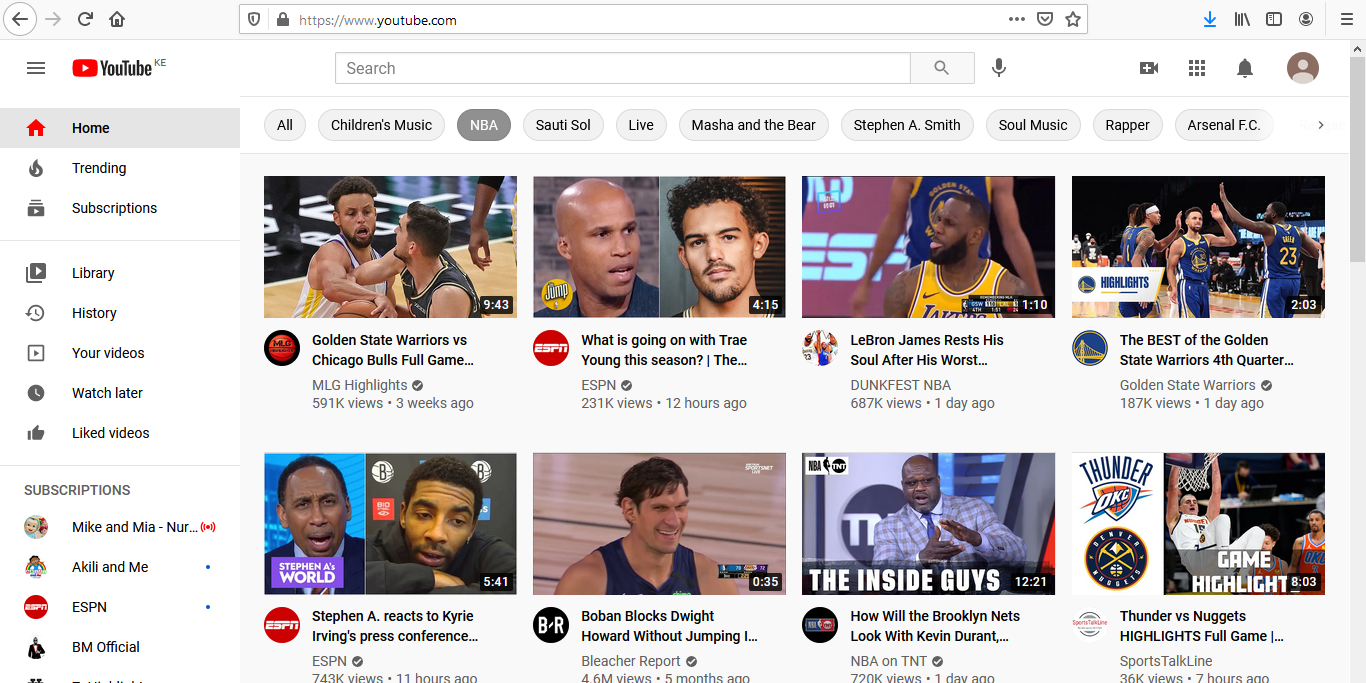 https://www.youtube.com
YouTube KE
Search
Home
Trending
Subscriptions
Library
History
Your videos
Watch later
Liked videos
SUBSCRIPTIONS
Mike and Mia - Nur...
Akili and Me
ESPN
BM Official
All
Children's Music
NBA
Sauti Sol
Live
Masha and the Bear
Stephen A. Smith
Soul Music
Rapper
Arsenal F.C.
9:43
Golden State Warriors vs
Chicago Bulls Full Game...
MLG Highlights
591K views • 3 weeks ago
Jump
4:15
ESPN
What is going on with Trae
Young this season? | The...
ESPN
231K views • 12 hours ago
ESPN
1:10
LeBron James Rests His
Soul After His Worst...
DUNKFEST NBA
687K views • 1 day ago
HIGHLIGHTS
GREEN
23
2:03
The BEST of the Golden
State Warriors 4th Quarter...
Golden State Warriors
187K views • 1 day ago
STEPHEN A's
WORLD
5:41
ESPN
Stephen A. reacts to Kyrie
Irving's press conference...
ESPN
743K views • 11 hours ago
0:35
B/R
Boban Blocks Dwight
Howard Without Jumping I...
Bleacher Report
4.6M views • 5 months ago
NBA TNT
THE INSIDE GUYS
12:21
How Will the Brooklyn Nets
Look With Kevin Durant,...
NBA on TNT
720K views • 1 day ago
THUNDER
OKC
DENVER
NUGGETS
GAME
HIGHLIGHT
8:03
SportsTalkLine
Thunder vs Nuggets
HIGHLIGHTS Full Game |...
SportsTalkLine
36K views • 7 hours ago